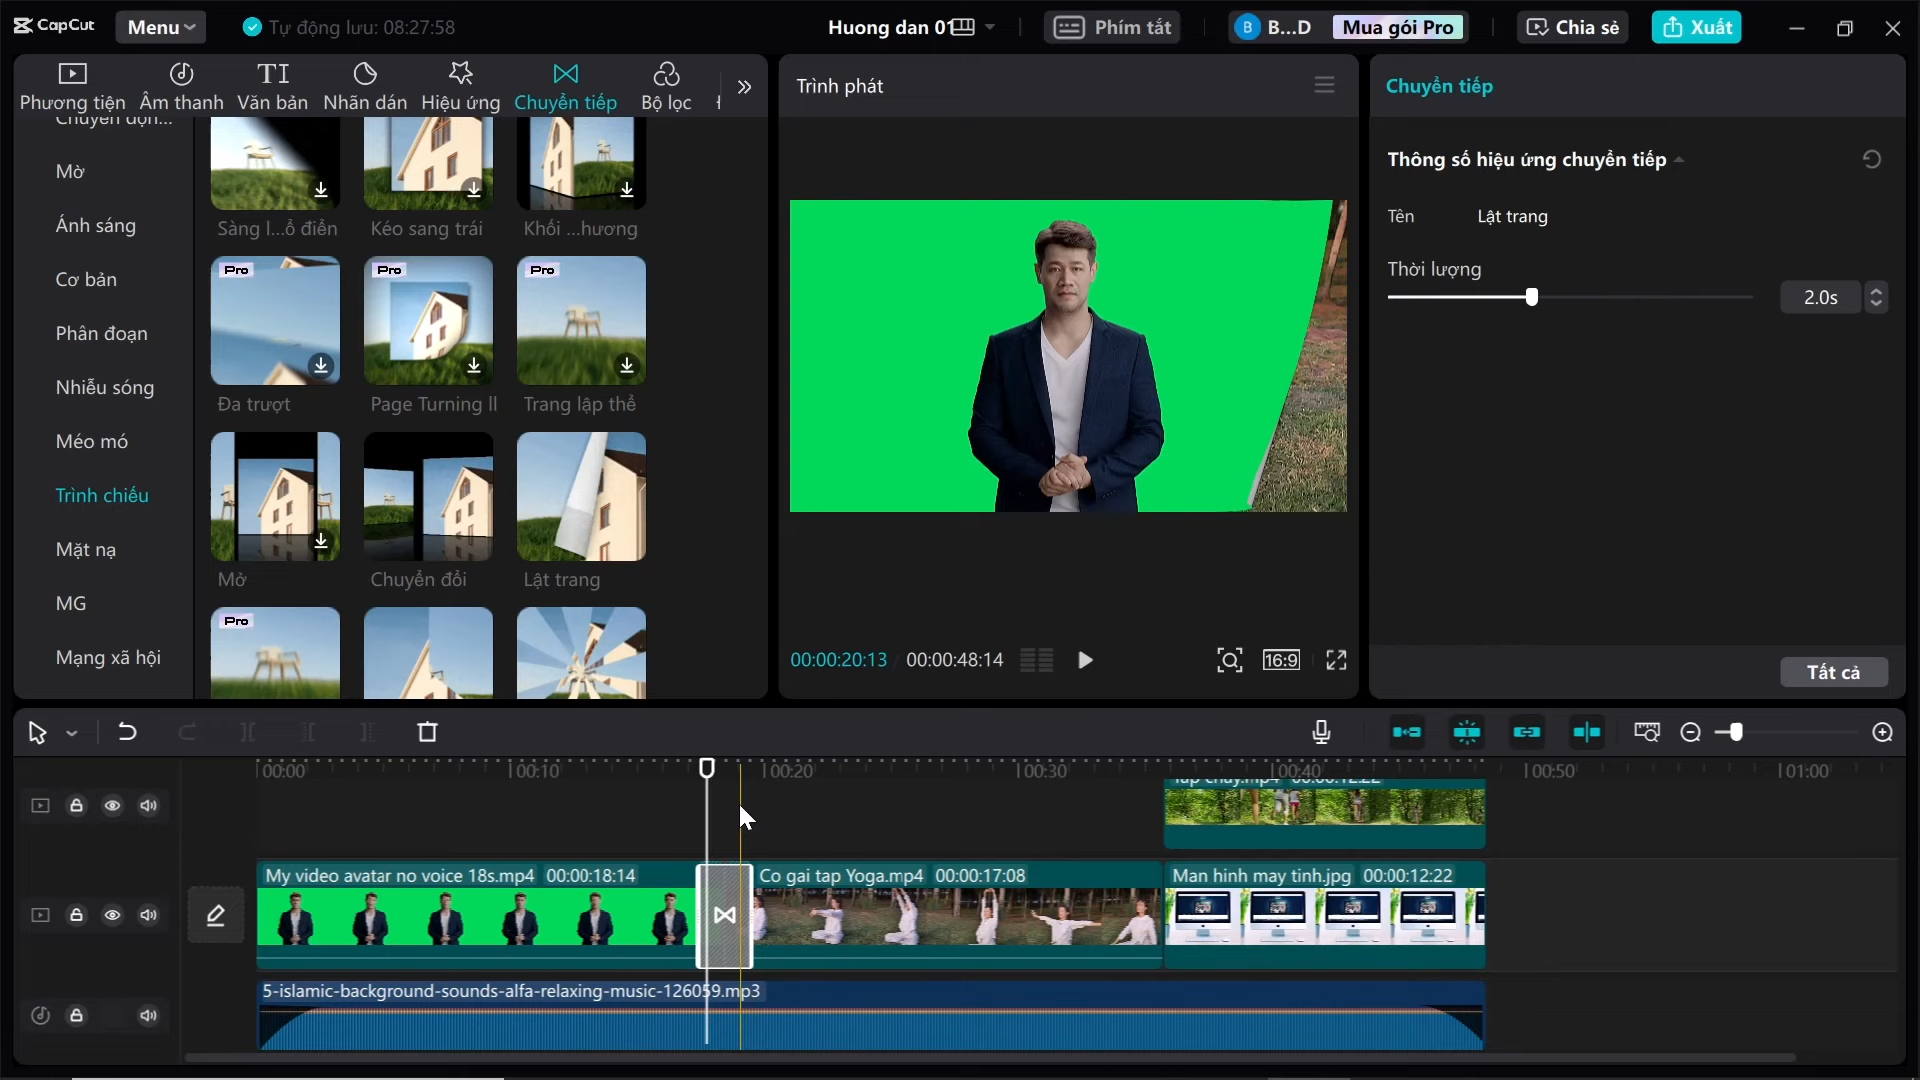 CapCut
Menu
Tự động lưu: 08:27:58
Huong dan 01
Phím tắt
B
B...D
Mua gói Pro
Chia sẻ
Xuất
Phương tiện
Âm thanh
Văn bản
Nhãn dán
Hiệu ứng
Chuyển tiếp
Bộ lọc
Mờ
Ánh sáng
Cơ bản
Phân đoạn
Nhiễu sóng
Méo mó
Trình chiếu
Mặt nạ
MG
Mạng xã hội
Sàng l...ổ điển
Kéo sang trái
Khối ...hương
Pro
Pro
Pro
Đa trượt
Page Turning II
Trang lập thể
Mở
Chuyển đổi
Lật trang
Pro
Trình phát
00:00:20:13
00:00:48:14
16:9
Chuyển tiếp
Thông số hiệu ứng chuyển tiếp
Tên
Lật trang
Thời lượng
2.0s
Tất cả
00:00
00:10
00:20
00:30
00:40
00:50
01:00
Tap chay.mp4 00:00:12:22
My video avatar no voice 18s.mp4 00:00:18:14
Co gai tap Yoga.mp4 00:00:17:08
Man hinh may tinh.jpg 00:00:12:22
5-islamic-background-sounds-alfa-relaxing-music-126059.mp3